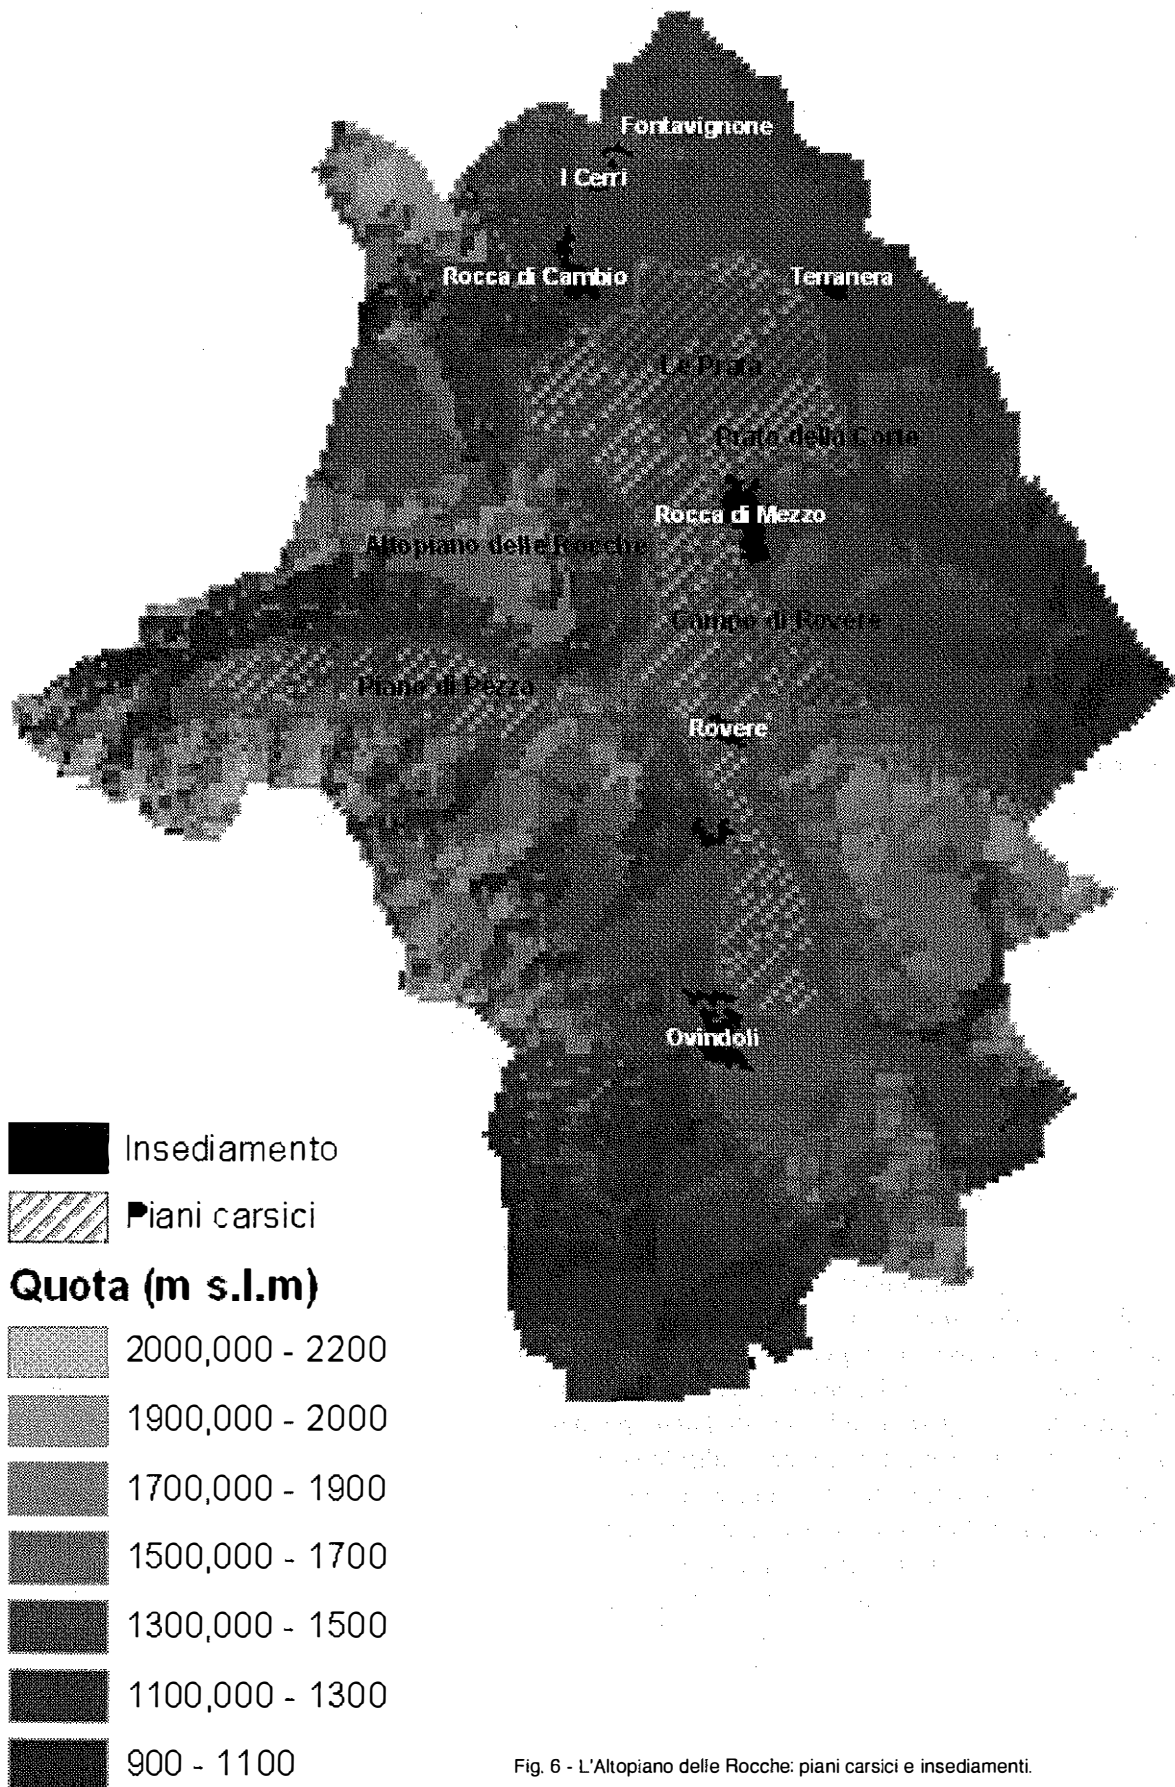 Fontavignone
I Cerri
Rocca di Cambio
Terranera
Le Prata
Prato della Corte
Rocca di Mezzo
Altopiano delle Rocche
Campo di Rovere
Piano di Pezza
Rovere
Ovindoli
Insediamento
Piani carsici
Quota (m s.l.m)
2000,000 - 2200
1900,000 - 2000
1700,000 - 1900
1500,000 - 1700
1300,000 - 1500
1100,000 - 1300
900 - 1100
Fig. 6 - L'Altopiano delle Rocche: piani carsici e insediamenti.